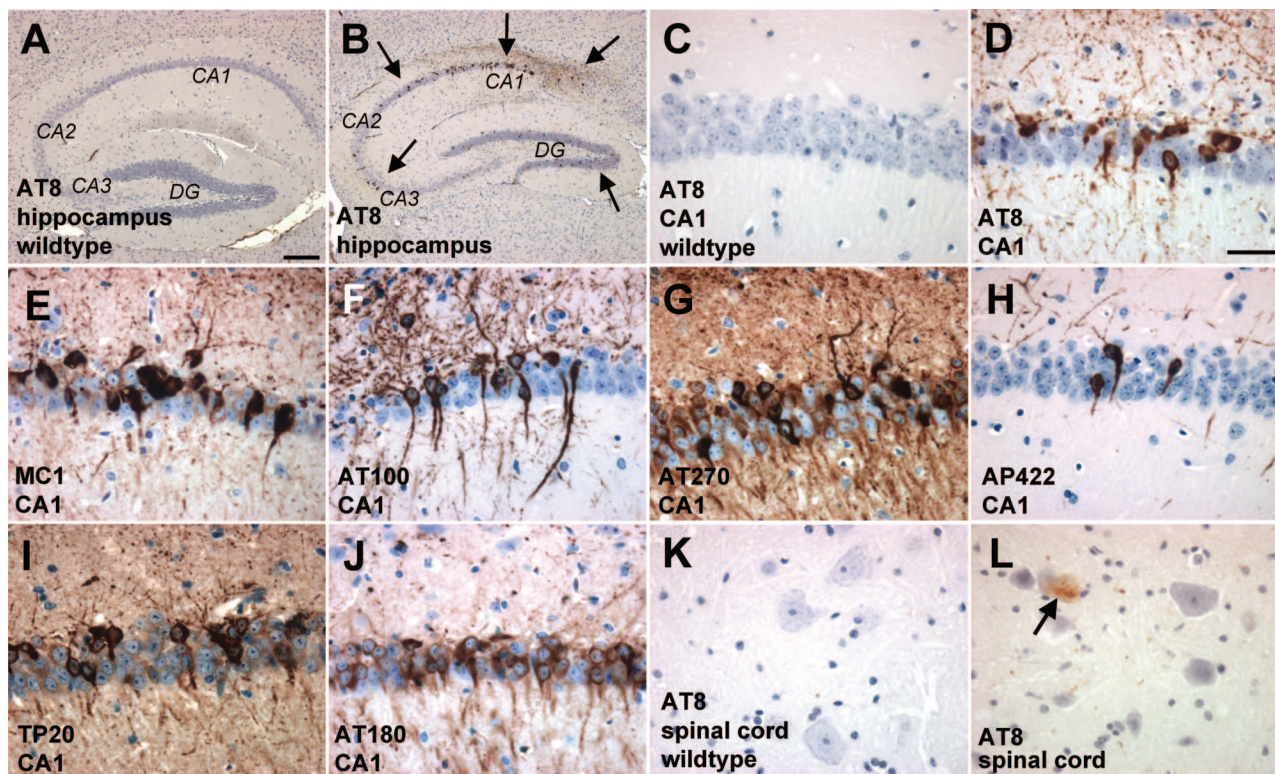 A
CA1
CA2
CA3
DG
AT8
hippocampus
wildtype
B
CA1
CA2
DG
CA3
AT8
hippocampus
C
AT8
CA1
wildtype
D
AT8
CA1
E
MC1
CA1
F
AT100
CA1
G
AT270
CA1
H
AP422
CA1
I
TP20
CA1
J
AT180
CA1
K
AT8
spinal cord
wildtype
L
AT8
spinal cord